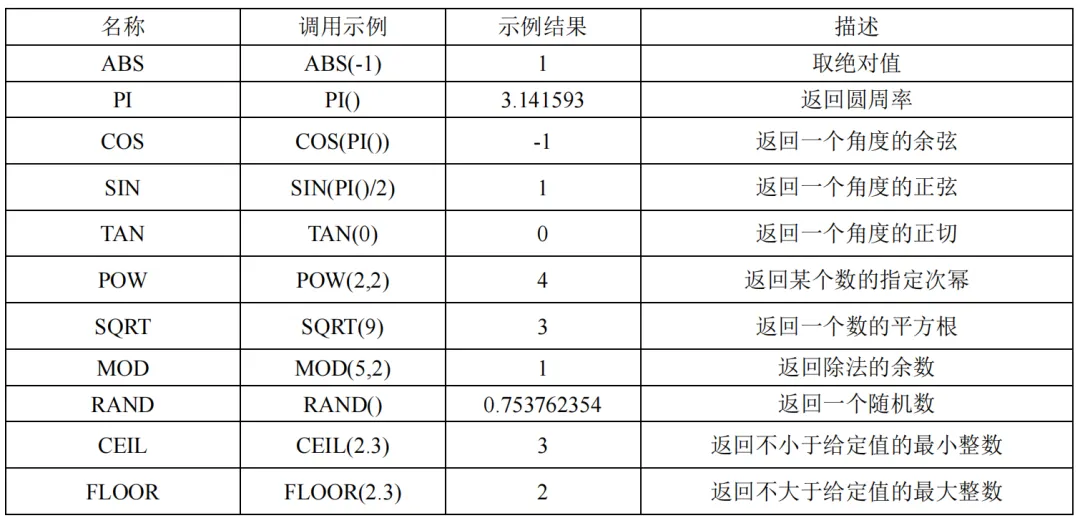 名称 调用示例 示例结果 描述
ABS ABS(-1) 1 取绝对值
PI PI() 3.141593 返回圆周率
COS COS(PI()) -1 返回一个角度的余弦
SIN SIN(PI()/2) 1 返回一个角度的正弦
TAN TAN(0) 0 返回一个角度的正切
POW POW(2,2) 4 返回某个数的指定次幂
SQRT SQRT(9) 3 返回一个数的平方根
MOD MOD(5,2) 1 返回除法的余数
RAND RAND() 0.753762354 返回一个随机数
CEIL CEIL(2.3) 3 返回不小于给定值的最小整数
FLOOR FLOOR(2.3) 2 返回不大于给定值的最大整数